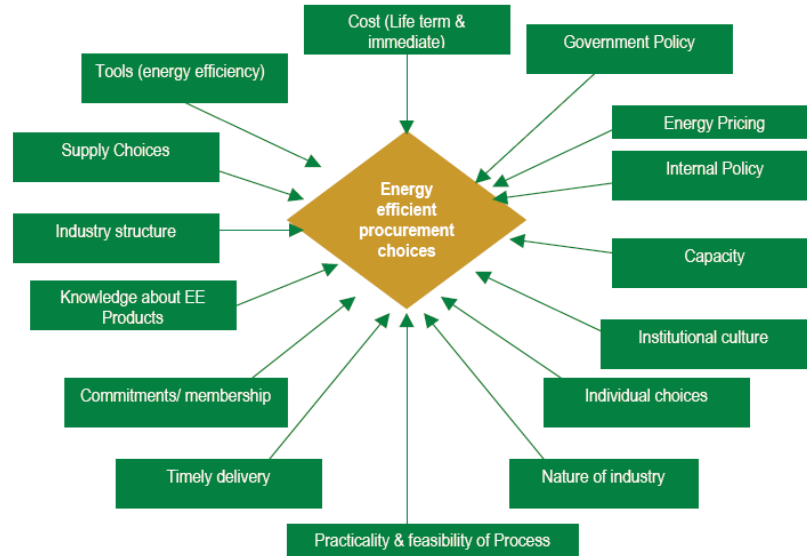 Cost (Life term &
immediate)
Government Policy
Tools (energy efficiency)
Energy Pricing
Supply Choices
Internal Policy
Energy
efficient
procurement
choices
Industry structure
Capacity
Knowledge about EE
Products
Institutional culture
Commitments/ membership
Individual choices
Timely delivery
Nature of industry
Practicality & feasibility of Process